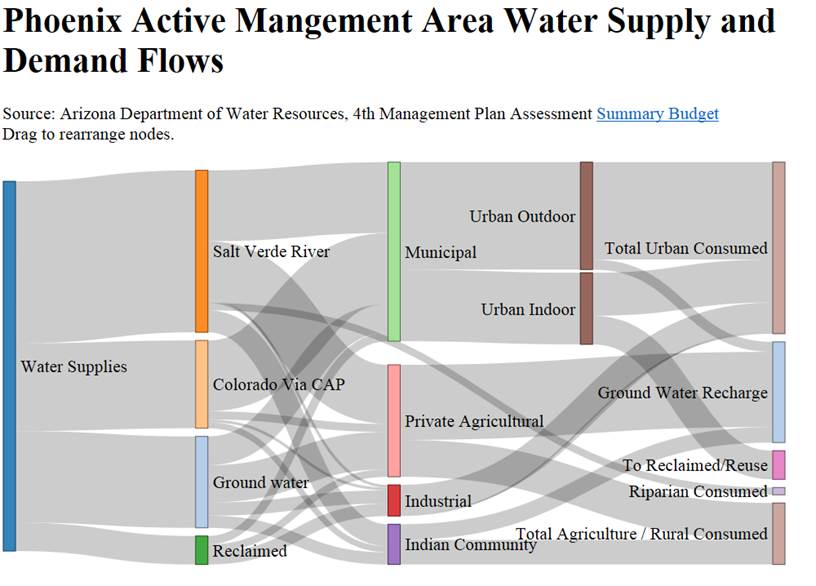 Phoenix Active Mangement Area Water Supply and
Demand Flows
Source: Arizona Department of Water Resources, 4th Management Plan Assessment Summary Budget
Drag to rearrange nodes.
Water Supplies
Salt Verde River
Colorado Via CAP
Ground water
Reclaimed
Municipal
Private Agricultural
Industrial
Indian Community
Urban Outdoor
Urban Indoor
Total Urban Consumed
Ground Water Recharge
To Reclaimed/Reuse
Riparian Consumed
Total Agriculture / Rural Consumed